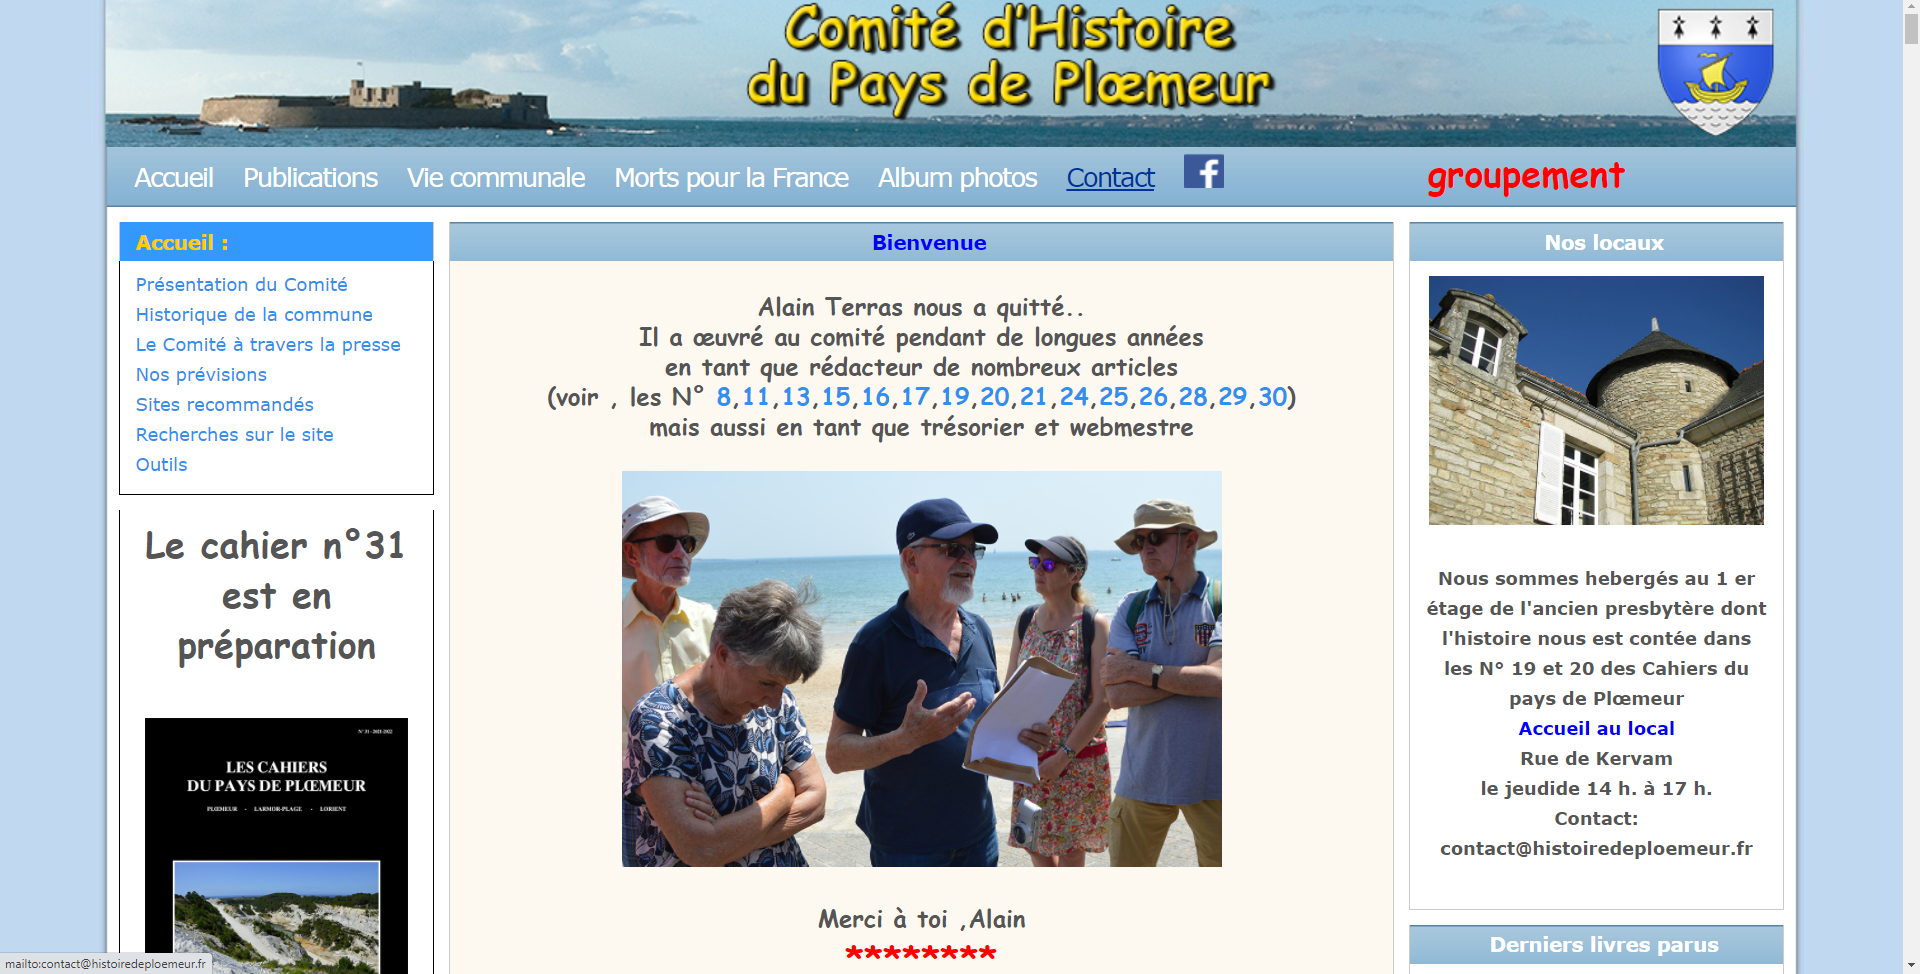 Comité d'Histoire
du Pays de Plœmeur
Accueil
Publications
Vie communale
Morts pour la France
Album photos
Contact
f
groupement
Accueil :
Présentation du Comité
Historique de la commune
Le Comité à travers la presse
Nos prévisions
Sites recommandés
Recherches sur le site
Outils
Le cahier n°31
est en
préparation
N° 31 - 2021-2022
LES CAHIERS
DU PAYS DE PLŒMEUR
PLŒMEUR - LARMOR-PLAGE - LORIENT
Bienvenue
Alain Terras nous a quitté..
Il a œuvré au comité pendant de longues années
en tant que rédacteur de nombreux articles
(voir , les N° 8,11,13,15,16,17,19,20,21,24,25,26,28,29,30)
mais aussi en tant que trésorier et webmestre
Merci à toi ,Alain
********
Nos locaux
Nous sommes hebergés au 1 er
étage de l'ancien presbytère dont
l'histoire nous est contée dans
les N° 19 et 20 des Cahiers du
pays de Plœmeur
Accueil au local
Rue de Kervam
le jeudide 14 h. à 17 h.
Contact:
contact@histoiredeploemeur.fr
Derniers livres parus
mailto:contact@histoiredeploemeur.fr